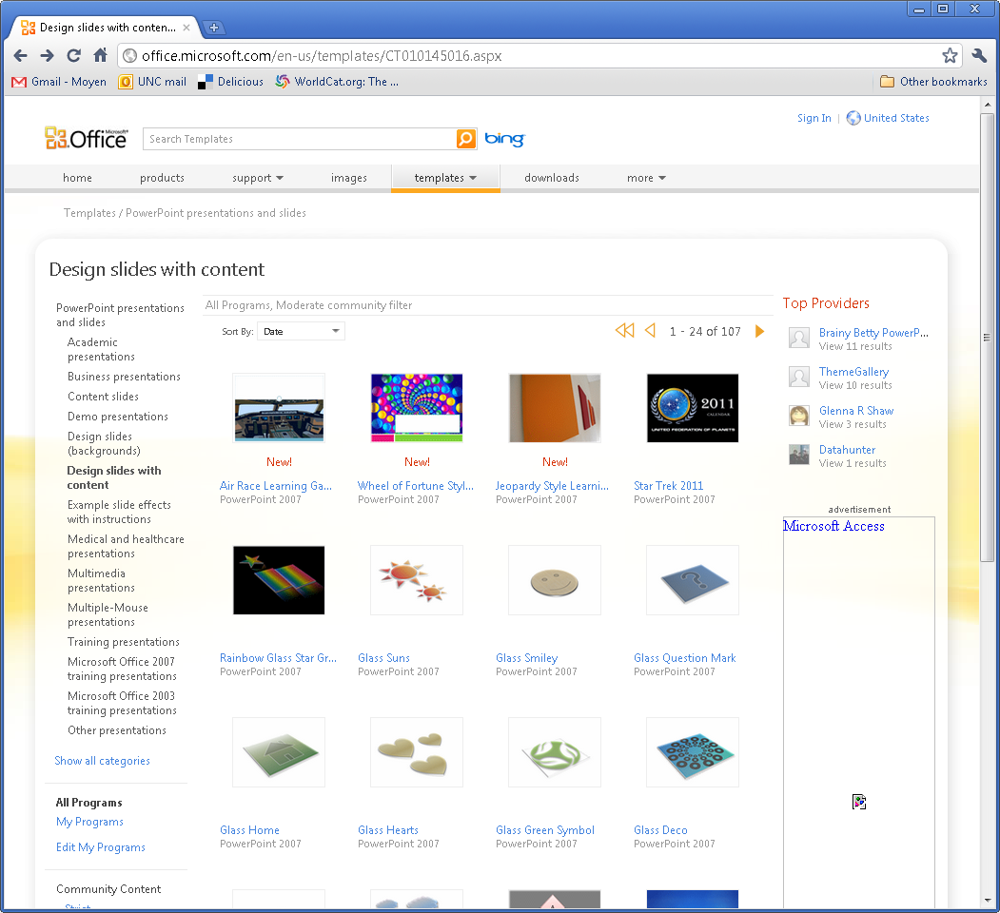 Design slides with conten...
office.microsoft.com/en-us/templates/CT010145016.aspx
Gmail - Moyen
UNC mail
Delicious
WorldCat.org: The ...
Other bookmarks
Sign In | United States
Microsoft
Office
Search Templates
bing
home
products
support
images
templates
downloads
more
Templates / PowerPoint presentations and slides
Design slides with content
PowerPoint presentations
and slides
Academic
presentations
Business presentations
Content slides
Demo presentations
Design slides
(backgrounds)
Design slides with
content
Example slide effects
with instructions
Medical and healthcare
presentations
Multimedia
presentations
Multiple-Mouse
presentations
Training presentations
Microsoft Office 2007
training presentations
Microsoft Office 2003
training presentations
Other presentations
Show all categories
All Programs
My Programs
Edit My Programs
Community Content
Strict
All Programs, Moderate community filter
Sort By: Date
1 - 24 of 107
2011
CALENDAR
UNITED FEDERATION OF PLANETS
New!
New!
New!
Air Race Learning Ga...
PowerPoint 2007
Wheel of Fortune Styl...
PowerPoint 2007
Jeopardy Style Learni...
PowerPoint 2007
Star Trek 2011
PowerPoint 2007
?
Rainbow Glass Star Gr...
PowerPoint 2007
Glass Suns
PowerPoint 2007
Glass Smiley
PowerPoint 2007
Glass Question Mark
PowerPoint 2007
Glass Home
PowerPoint 2007
Glass Hearts
PowerPoint 2007
Glass Green Symbol
PowerPoint 2007
Glass Deco
PowerPoint 2007
A
Top Providers
Brainy Betty PowerP...
View 11 results
ThemeGallery
View 10 results
Glenna R Shaw
View 3 results
Datahunter
View 1 results
advertisement
Microsoft Access